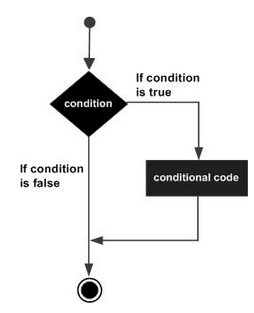 If condition
is true
condition
If condition
is false
conditional code